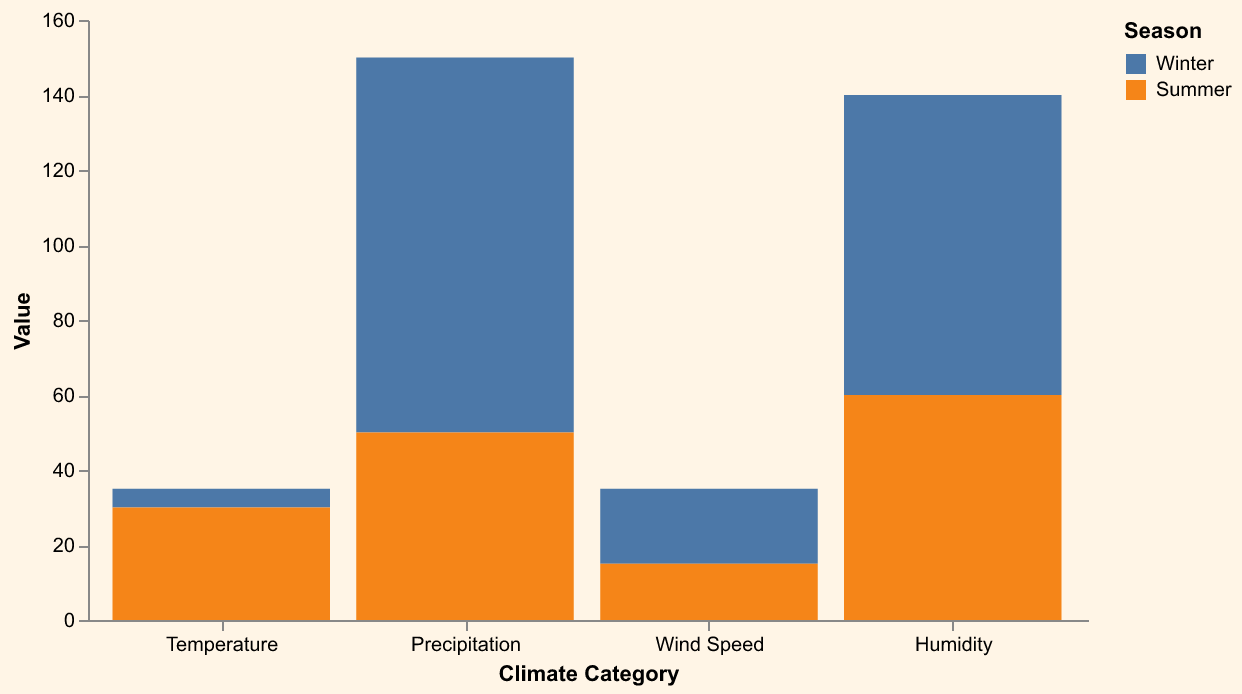 160
140
120
100
80
60
40
20
0
Value
Temperature
Precipitation
Wind Speed
Humidity
Climate Category
Season
Winter
Summer